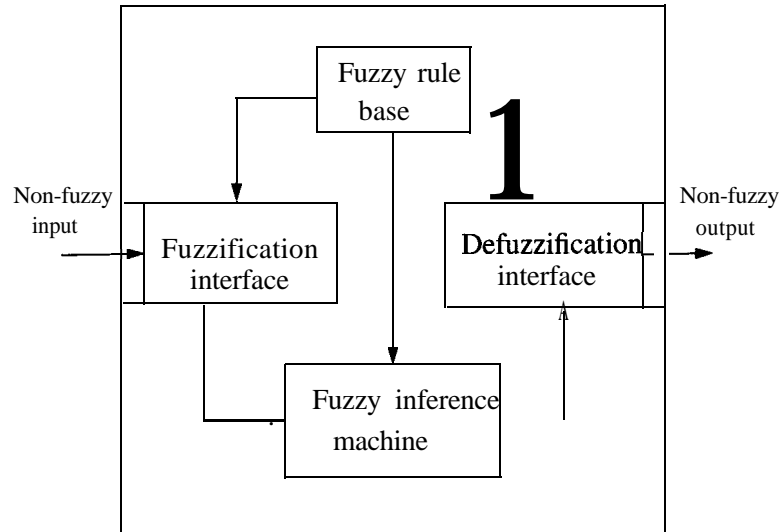 Fuzzy rule
base
1
Non-fuzzy
input
Fuzzification
interface
Defuzzification
interface
Non-fuzzy
output
Fuzzy inference
machine